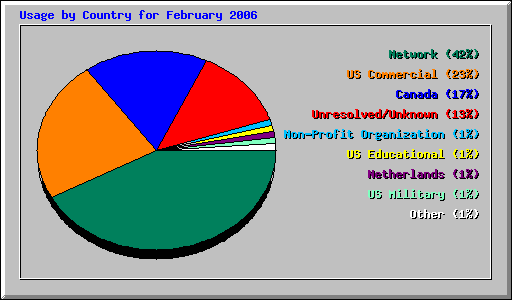 Usage by Country for February 2006
Network (42%)
US Commercial (23%)
Canada (17%)
Unresolved/Unknown (13%)
Non-Profit Organization (1%)
US Educational (1%)
Netherlands (1%)
US Military (1%)
Other (1%)